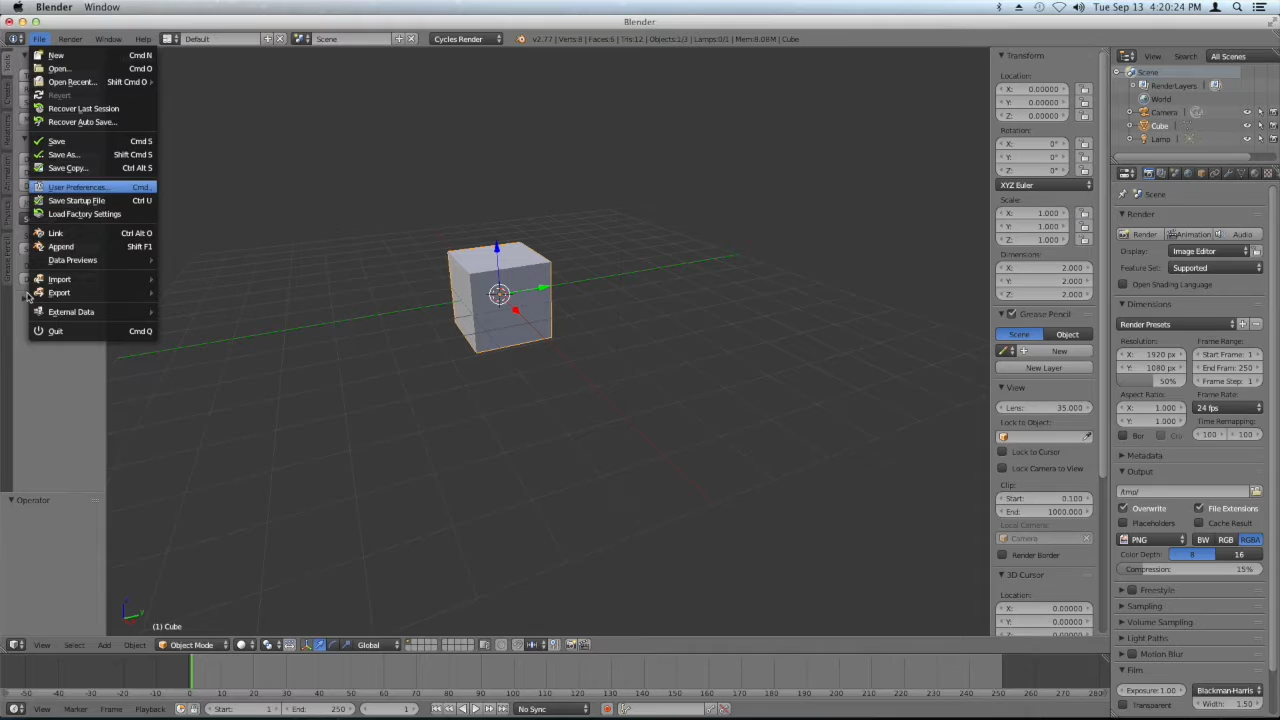 Blender Window
Tue Sep 13 4:20:24 PM
Blender
File Render Window Help
Default
Scene
Cycles Render
v2.77 | Verts:8 | Faces:6 | Tris:12 | Objects:1/3 | Lamps:0/1 | Mem:8.08M | Cube
New Cmd N
Open... Cmd O
Open Recent... Shift Cmd O
Revert
Recover Last Session
Recover Auto Save...
Save Cmd S
Save As... Shift Cmd S
Save Copy... Ctrl Alt S
User Preferences... Cmd ,
Save Startup File Ctrl U
Load Factory Settings
Link Ctrl Alt O
Append Shift F1
Data Previews
Import
Export
External Data
Quit Cmd Q
Tools
Create
Relations
Animation
Physics
Grease Pencil
Operator
(1) Cube
Transform
Location:
X: 0.00000
Y: 0.00000
Z: 0.00000
Rotation:
X: 0°
Y: 0°
Z: 0°
XYZ Euler
Scale:
X: 1.000
Y: 1.000
Z: 1.000
Dimensions:
X: 2.000
Y: 2.000
Z: 2.000
Grease Pencil
Scene Object
New
New Layer
View
Lens: 35.000
Lock to Object:
Lock to Cursor
Lock Camera to View
Clip:
Start: 0.100
End: 1000.000
Local Camera:
Camera
Render Border
3D Cursor
Location:
X: 0.00000
Y: 0.00000
View Search All Scenes
Scene
RenderLayers
World
Camera
Cube
Lamp
Scene
Render
Render Animation Audio
Display: Image Editor
Feature Set: Supported
Open Shading Language
Dimensions
Render Presets
Resolution: Frame Range:
X: 1920 px Start Frame: 1
Y: 1080 px End Fram: 250
50% Frame Step: 1
Aspect Ratio: Frame Rate:
X: 1.000 24 fps
Y: 1.000 Time Remapping:
Bor Cro 100 100
Metadata
Output
/tmp/
Overwrite File Extensions
Placeholders Cache Result
PNG BW RGB RGBA
Color Depth: 8 16
Compression: 15%
Freestyle
Sampling
Volume Sampling
Light Paths
Motion Blur
Film
Exposure: 1.00 Blackman-Harris
Transparent Width: 1.50
View Select Add Object Object Mode Global
-50 -40 -30 -20 -10 0 10 20 30 40 50 60 70 80 90 100 110 120 130 140 150 160 170 180 190 200 210 220 230 240 250 260 270 280
View Marker Frame Playback Start: 1 End: 250 1 No Sync